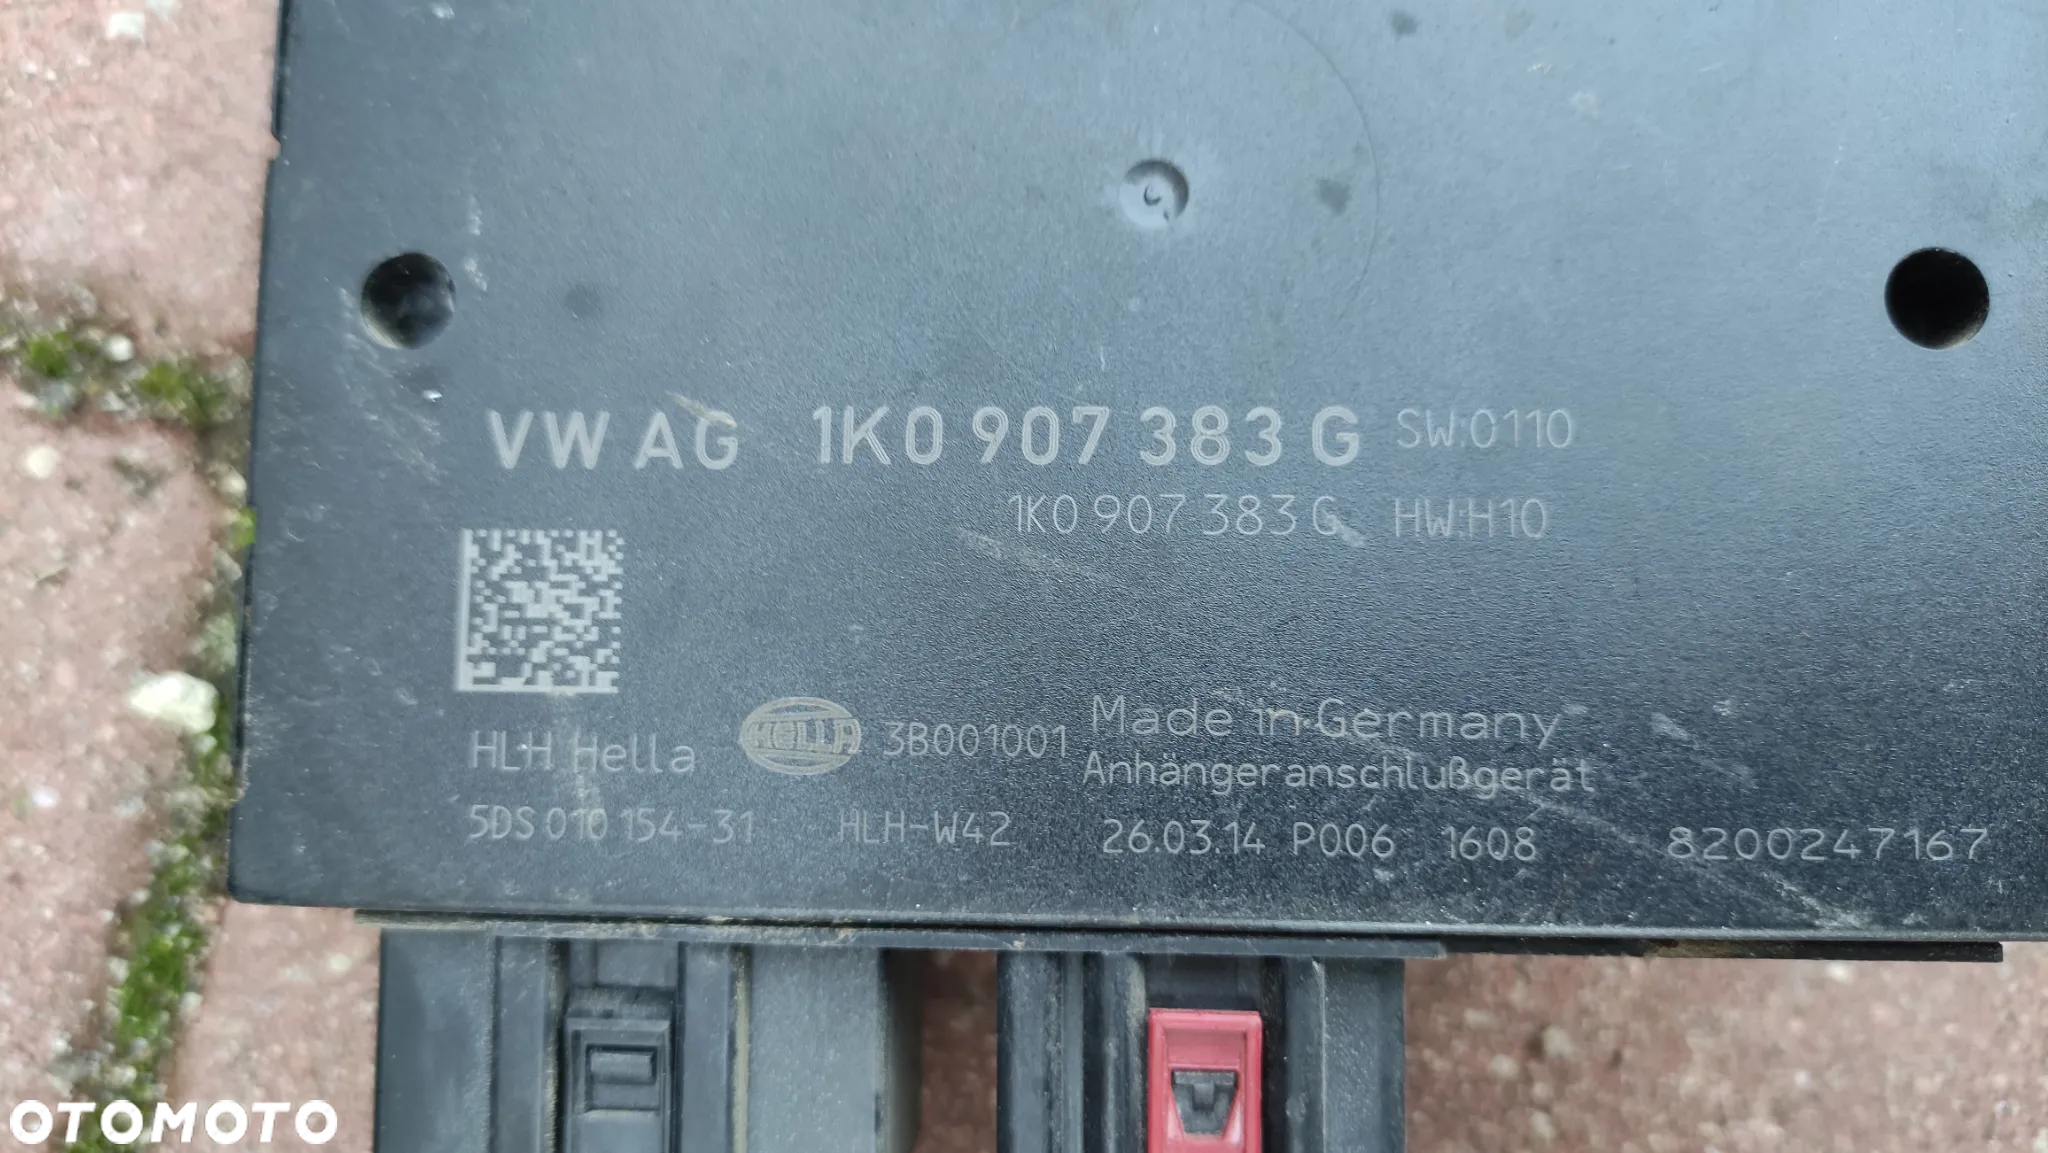 VW AG 1K0 907 383 G SW:0110
1K0 907 383 G HW:H10
HLH Hella HELLA 3B001001 Made in Germany
Anhängeranschlußgerät
5DS 010 154-31 HLH-W42 26.03.14 P006 1608 8200247167
OTOMOTO